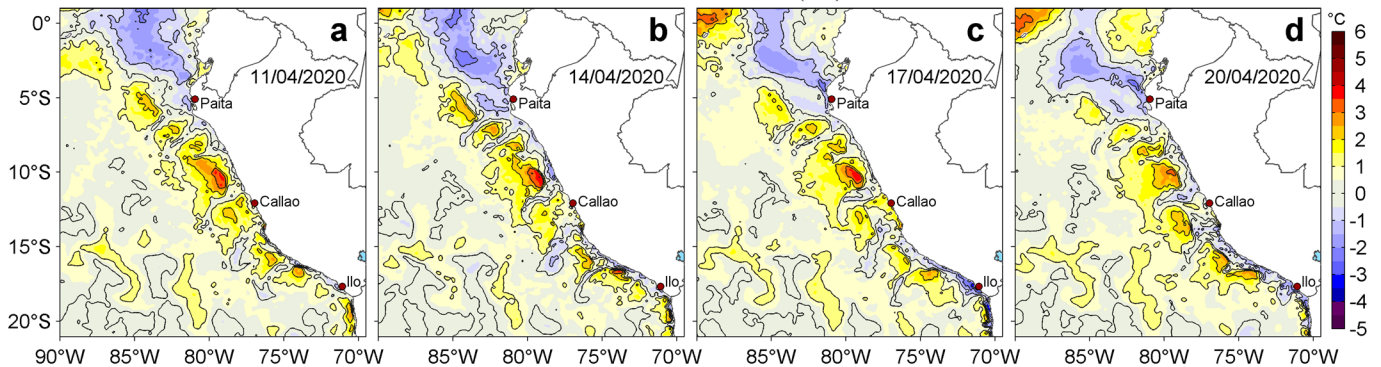 a b c d °C
11/04/2020 14/04/2020 17/04/2020 20/04/2020
0° 5°S 10°S 15°S 20°S
Paita Paita Paita Paita
Callao Callao Callao Callao
Ilo Ilo Ilo Ilo
6
5
4
3
2
1
0
-1
-2
-3
-4
-5
90°W 85°W 80°W 75°W 70°W 85°W 80°W 75°W 70°W 85°W 80°W 75°W 70°W 85°W 80°W 75°W 70°W